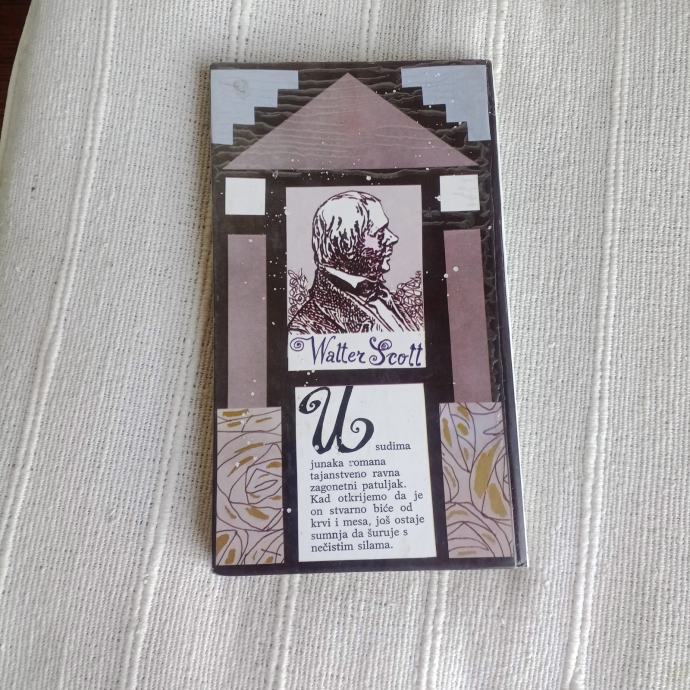 Walter Scott
U sudima
junaka romana
tajanstveno ravna
zagonetni patuljak.
Kad otkrijemo da je
on stvarno biće od
krvi i mesa, još ostaje
sumnja da šuruje s
nečistim silama.